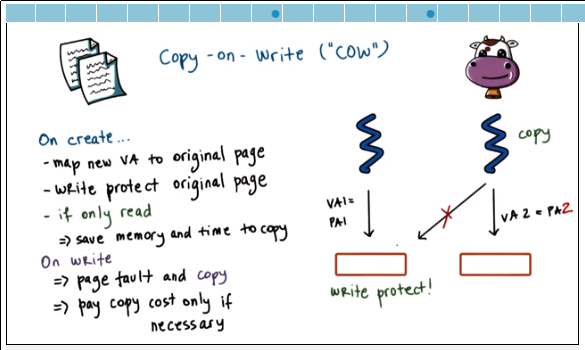 Copy-on-Write ("COW")
On create...
- map new VA to original page
- write protect original page
- if only read
=> save memory and time to copy
On write
=> page fault and copy
=> pay copy cost only if
necessary
copy
VA1=
PA1
VA2 = PA2
write protect!